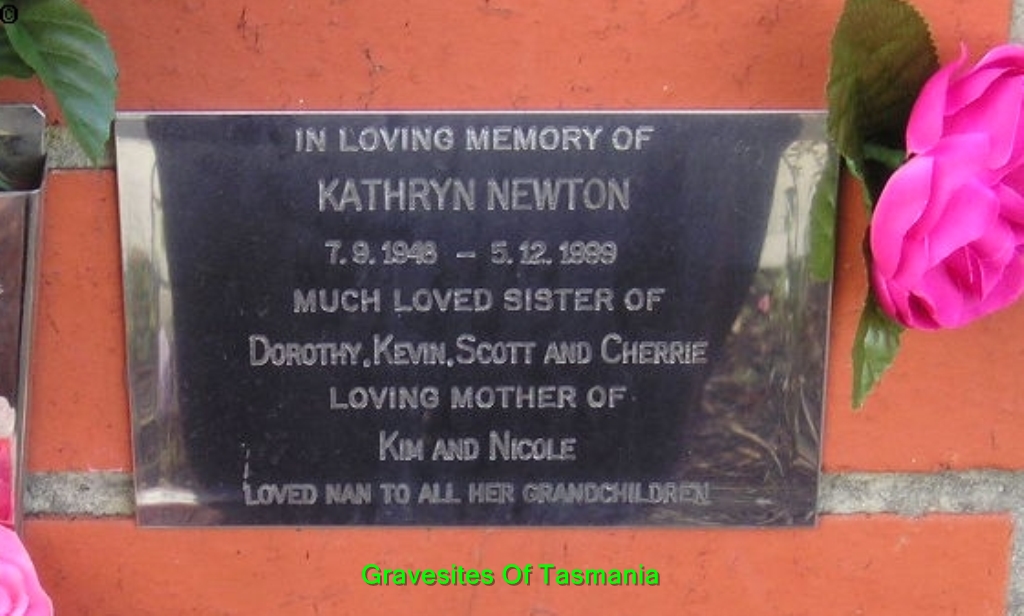 ©
IN LOVING MEMORY OF
KATHRYN NEWTON
7.9.1948 – 5.12.1999
MUCH LOVED SISTER OF
DOROTHY, KEVIN, SCOTT AND CHERRIE
LOVING MOTHER OF
KIM AND NICOLE
LOVED NAN TO ALL HER GRANDCHILDREN
Gravesites Of Tasmania